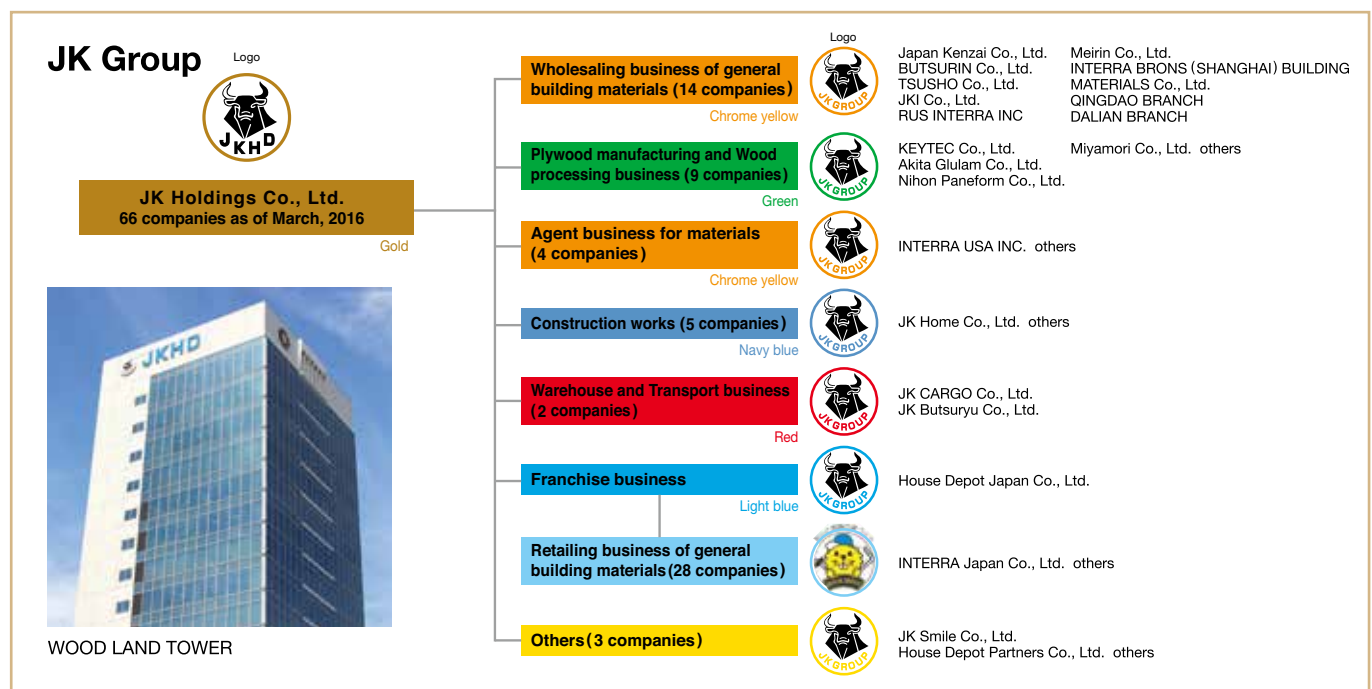 JK Group
Logo
JKHD
JK Holdings Co., Ltd.
66 companies as of March, 2016
Gold
JKHD
WOOD LAND TOWER
Logo
Wholesaling business of general
building materials (14 companies)
Chrome yellow
JK GROUP
Japan Kenzai Co., Ltd.
BUTSURIN Co., Ltd.
TSUSHO Co., Ltd.
JKI Co., Ltd.
RUS INTERRA INC
Meirin Co., Ltd.
INTERRA BRONS (SHANGHAI) BUILDING
MATERIALS Co., Ltd.
QINGDAO BRANCH
DALIAN BRANCH
Plywood manufacturing and Wood
processing business (9 companies)
Green
JK GROUP
KEYTEC Co., Ltd.
Akita Glulam Co., Ltd.
Nihon Paneform Co., Ltd.
Miyamori Co., Ltd. others
Agent business for materials
(4 companies)
Chrome yellow
JK GROUP
INTERRA USA INC. others
Construction works (5 companies)
Navy blue
JK GROUP
JK Home Co., Ltd. others
Warehouse and Transport business
(2 companies)
Red
JK GROUP
JK CARGO Co., Ltd.
JK Butsuryu Co., Ltd.
Franchise business
Light blue
JK GROUP
House Depot Japan Co., Ltd.
Retailing business of general
building materials (28 companies)
INTERRA Japan Co., Ltd. others
Others (3 companies)
JK GROUP
JK Smile Co., Ltd.
House Depot Partners Co., Ltd. others